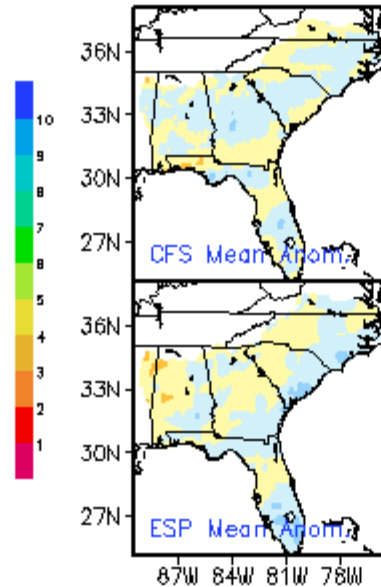 36N
33N
30N
27N
CFS Mean Anom.
10
9
8
7
6
5
4
3
2
1
36N
33N
30N
27N
ESP Mean Anom.
87W 84W 81W 78W